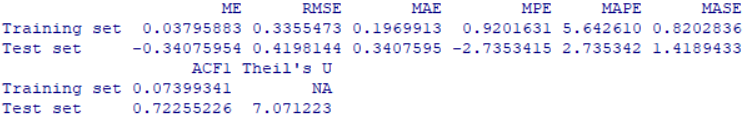 ME RMSE MAE MPE MAPE MASE
Training set 0.03795883 0.3355473 0.1969913 0.9201631 5.642610 0.8202836
Test set -0.34075954 0.4198144 0.3407595 -2.7353415 2.735342 1.4189433
ACF1 Theil's U
Training set 0.07399341 NA
Test set 0.72255226 7.071223